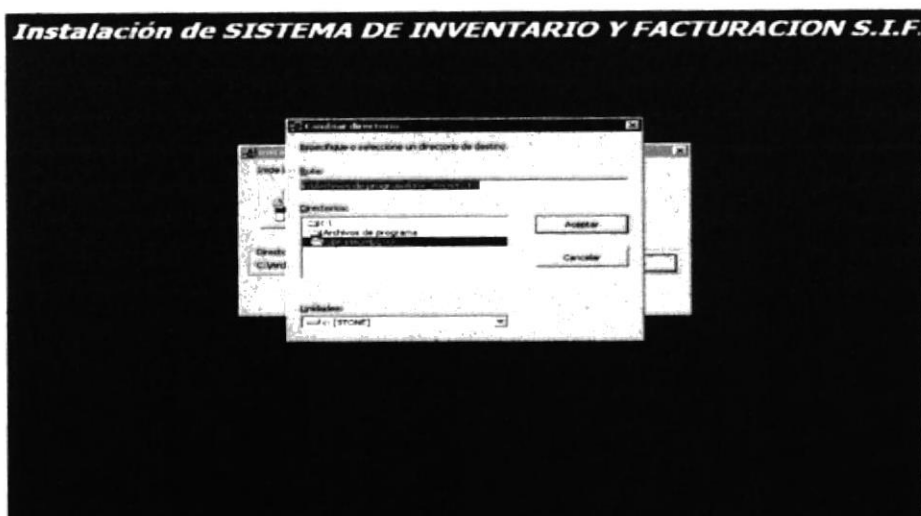 Instalación de SISTEMA DE INVENTARIO Y FACTURACION S.I.F.
Cambiar directorio
Especifique o seleccione un directorio de destino.
Ruta:
Directorios:
Archivos de programa
Aceptar
Cancelar
Unidades:
[STONE]